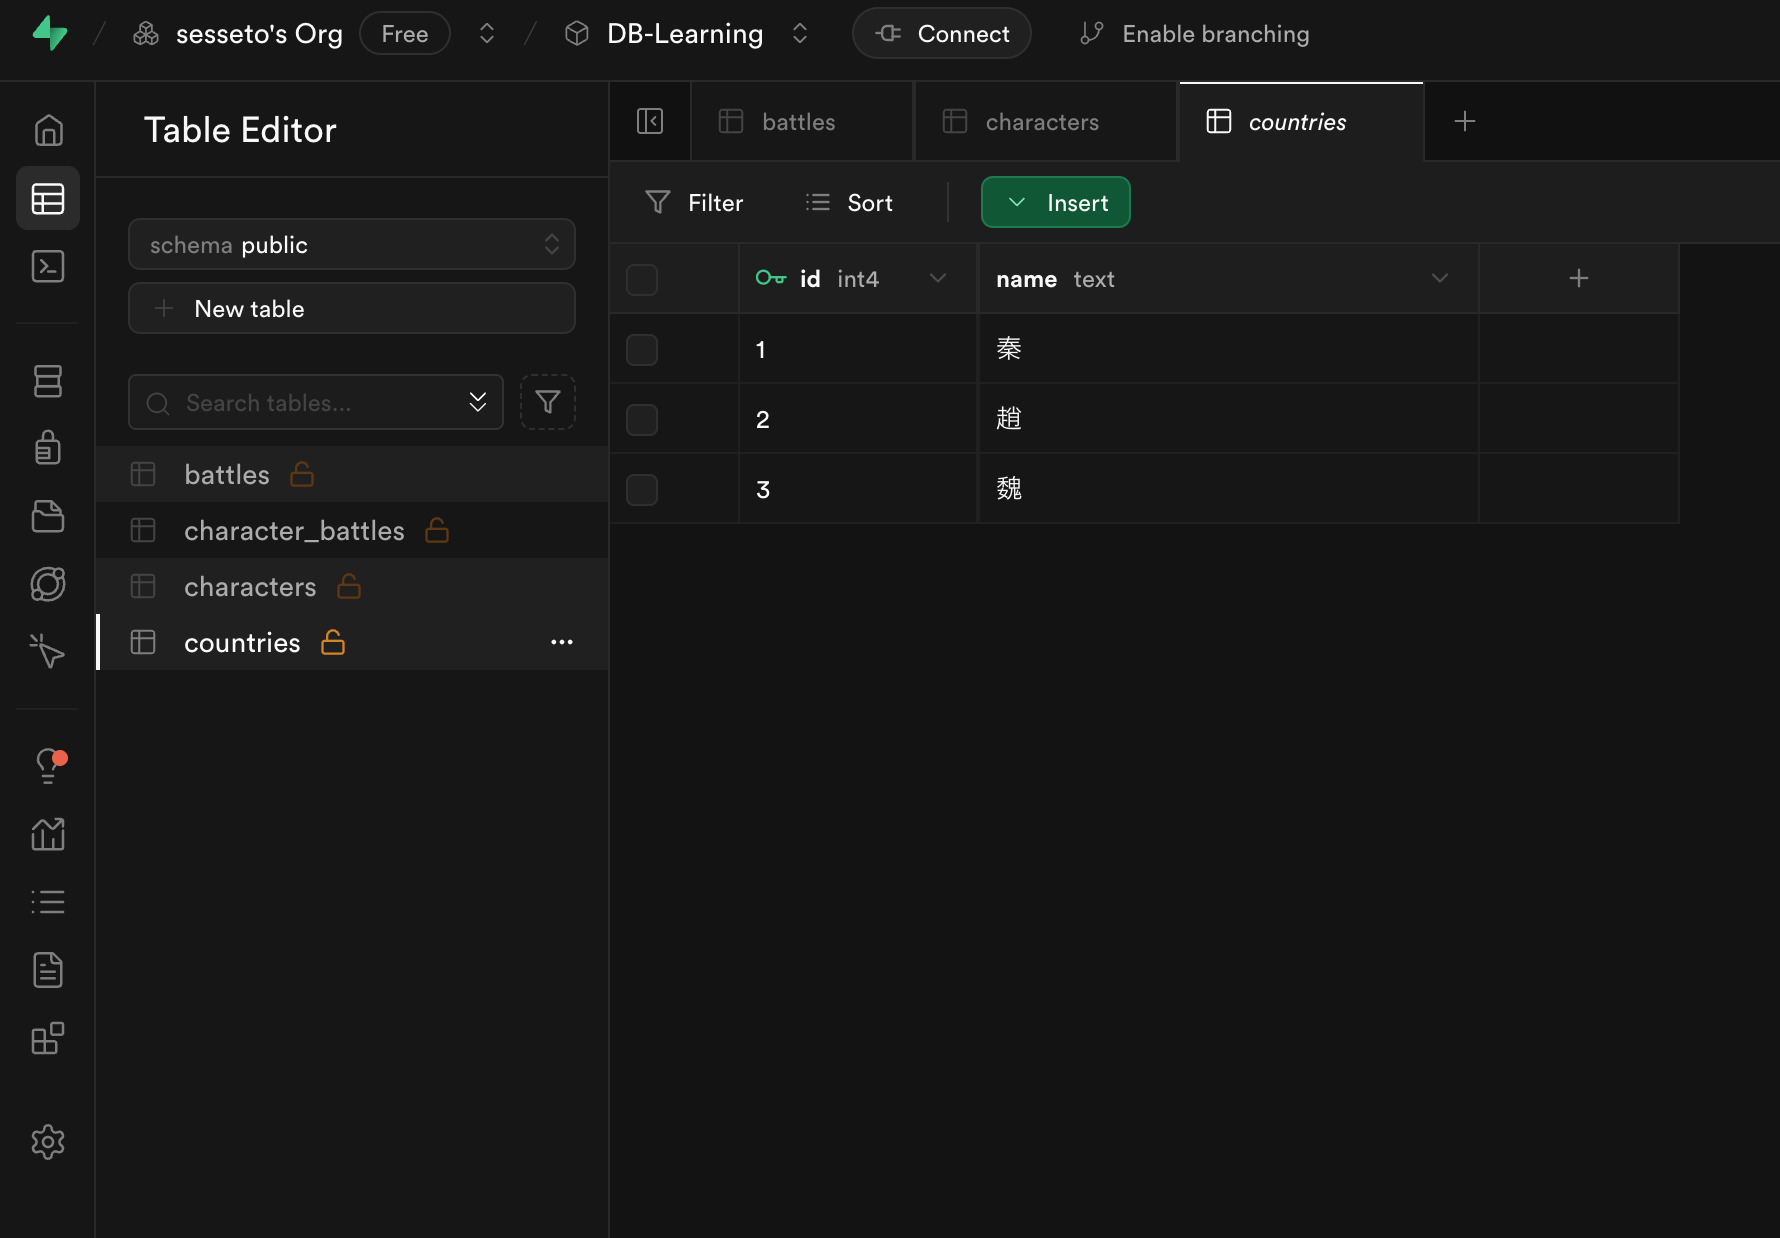 sesseto's Org Free DB-Learning Connect Enable branching
Table Editor
schema public
New table
Search tables...
battles
character_battles
characters
countries
battles characters countries
Filter Sort Insert
id int4 name text
1 秦
2 趙
3 魏